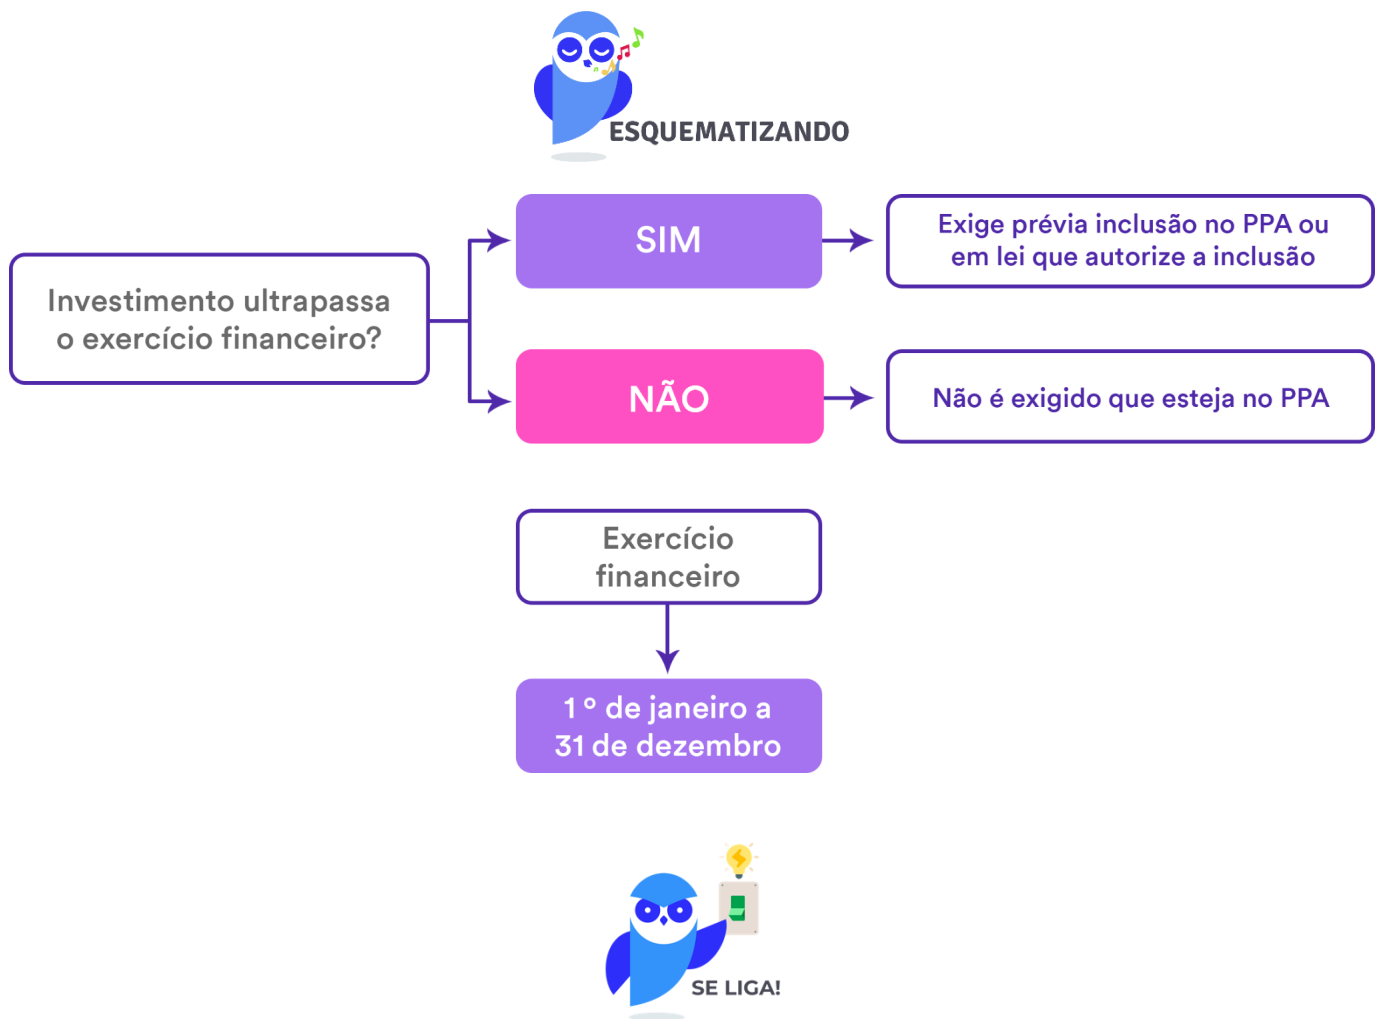 ESQUEMATIZANDO
SIM
Exige prévia inclusão no PPA ou
em lei que autorize a inclusão
Investimento ultrapassa
o exercício financeiro?
NÃO
Não é exigido que esteja no PPA
Exercício
financeiro
1 º de janeiro a
31 de dezembro
SE LIGA!